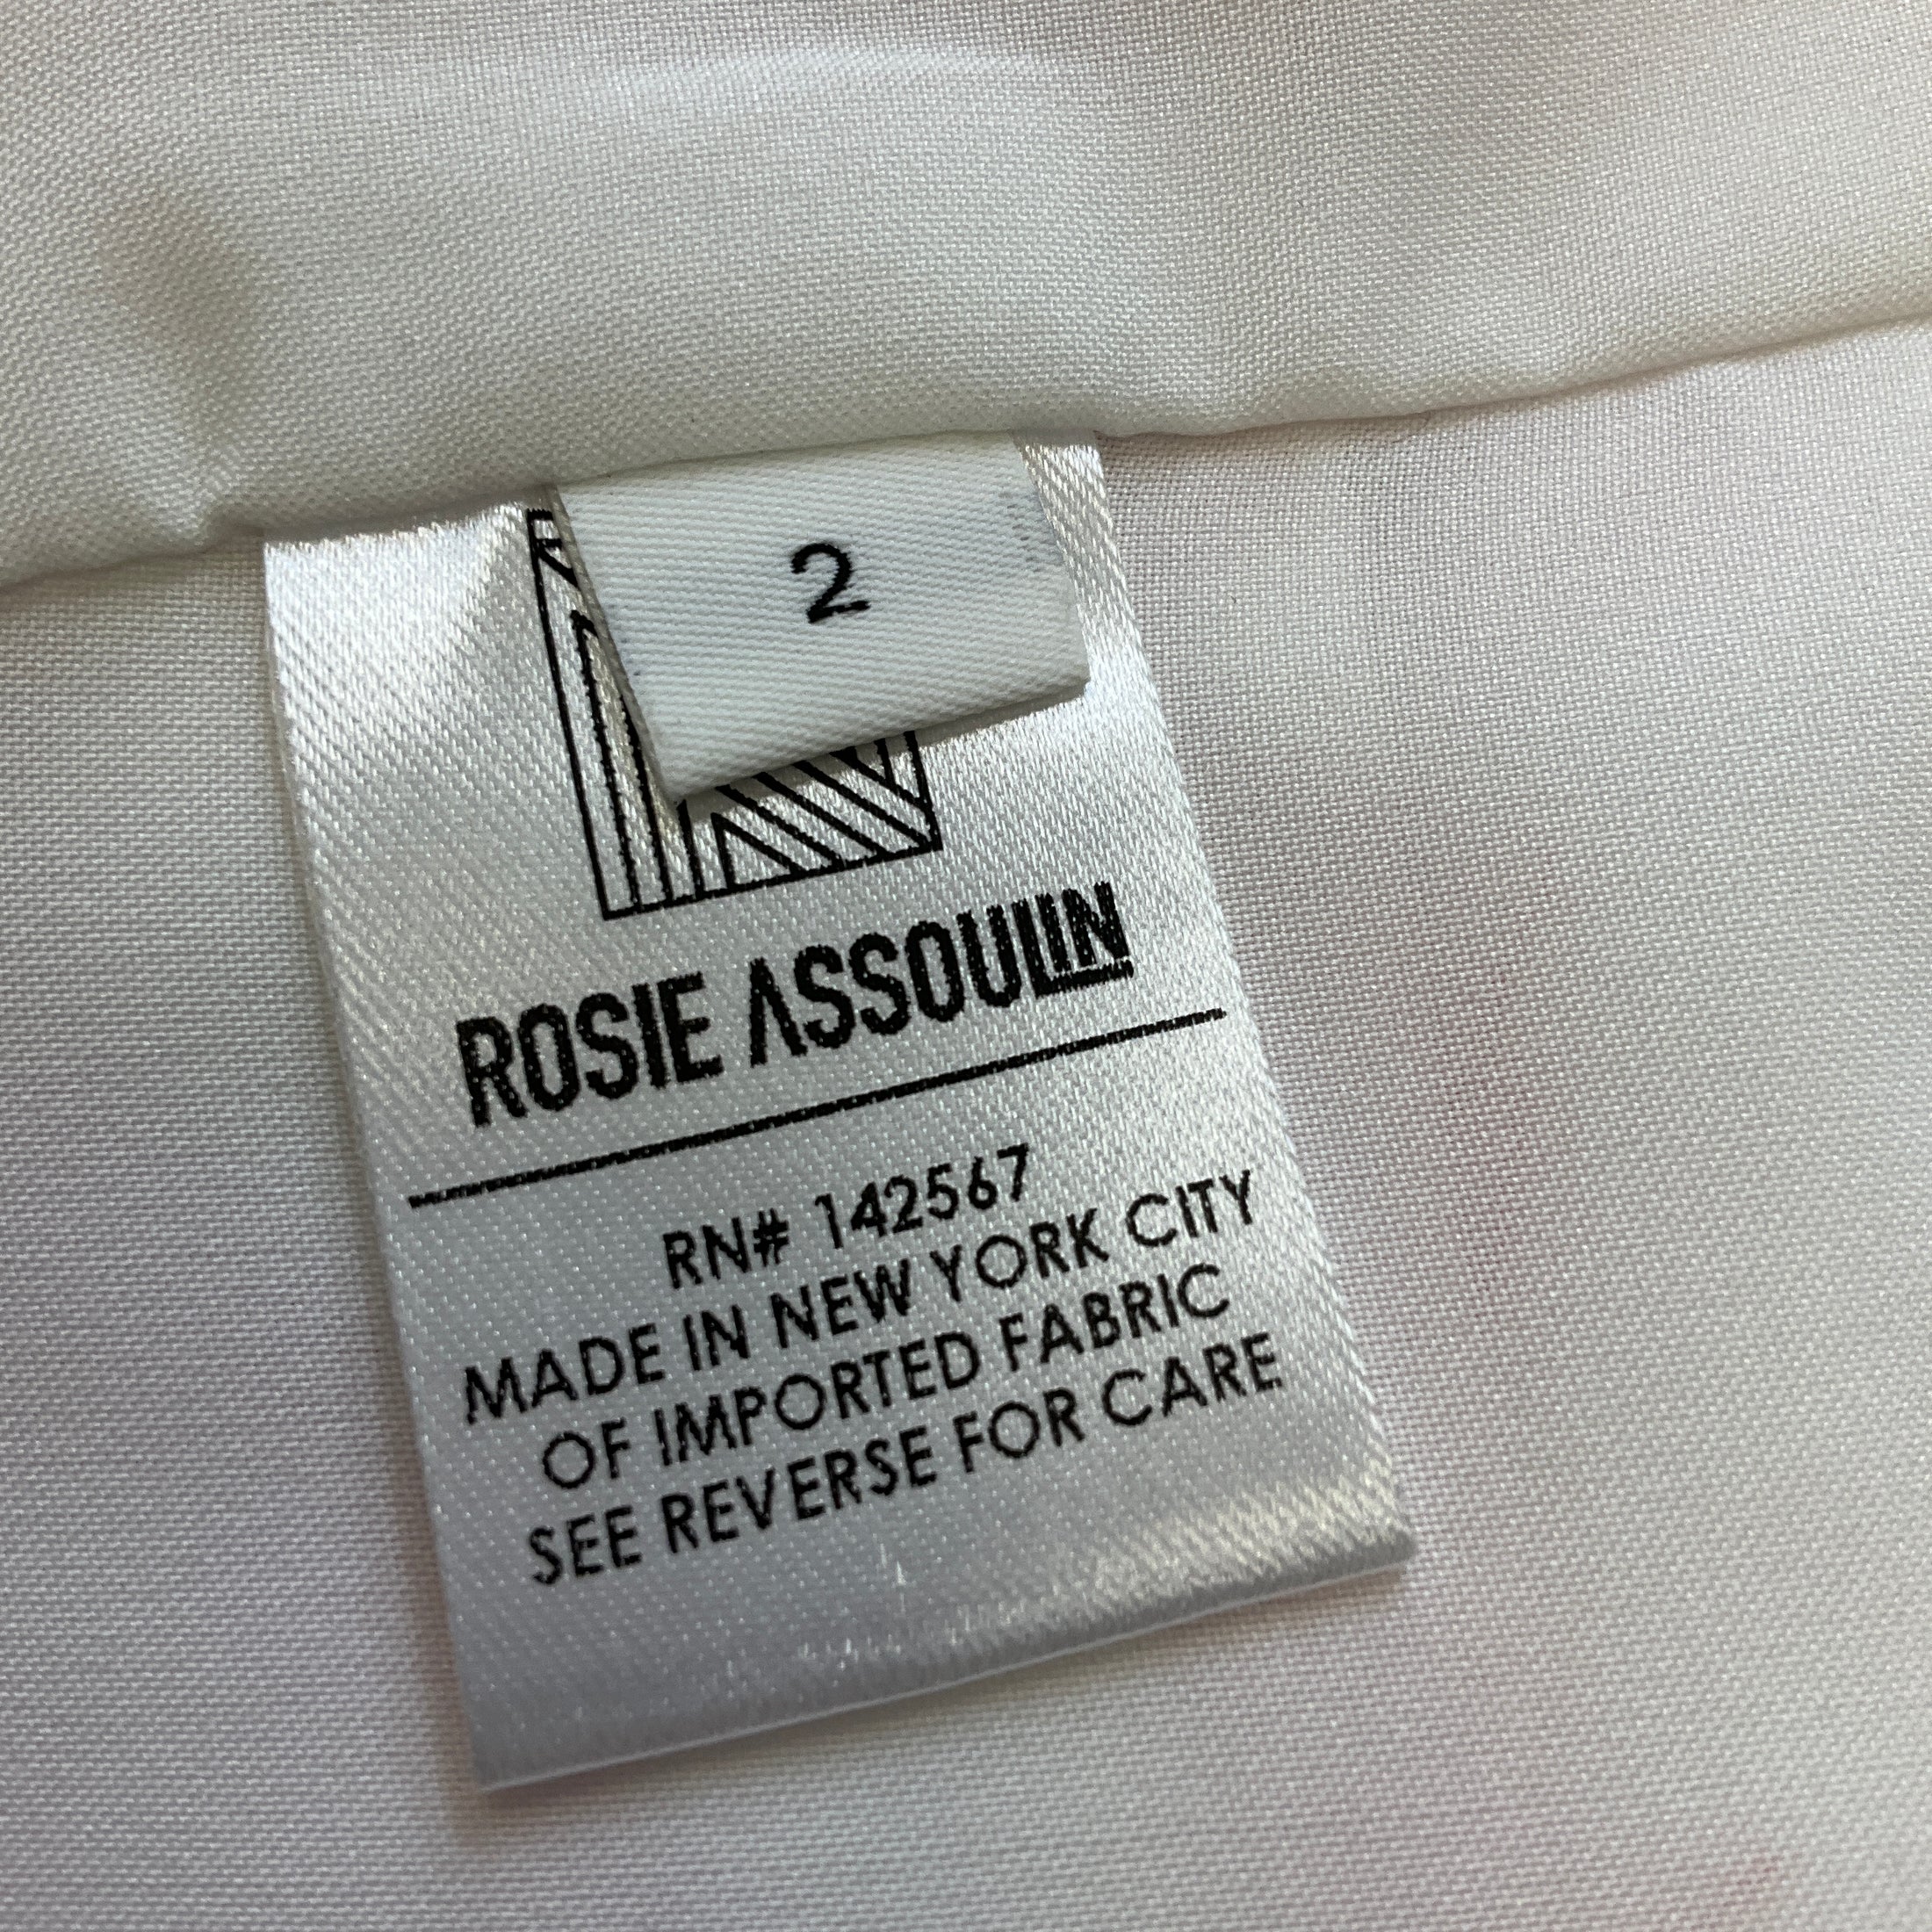 2
ROSIE ASSOULIN
RN# 142567
MADE IN NEW YORK CITY
OF IMPORTED FABRIC
SEE REVERSE FOR CARE